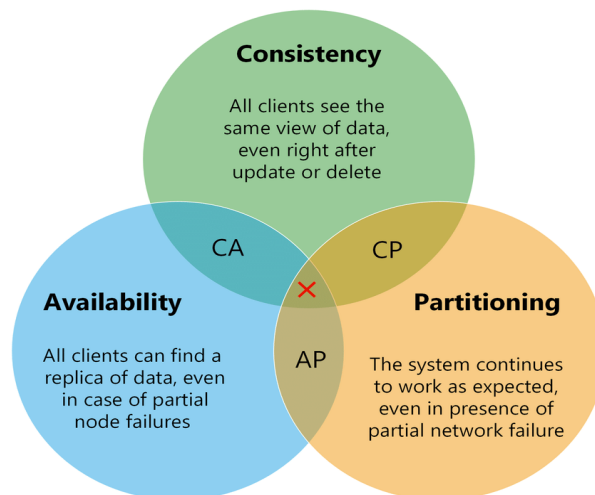 Consistency
All clients see the
same view of data,
even right after
update or delete
CA
CP
Availability
All clients can find a
replica of data, even
in case of partial
node failures
Partitioning
The system continues
to work as expected,
even in presence of
partial network failure
AP